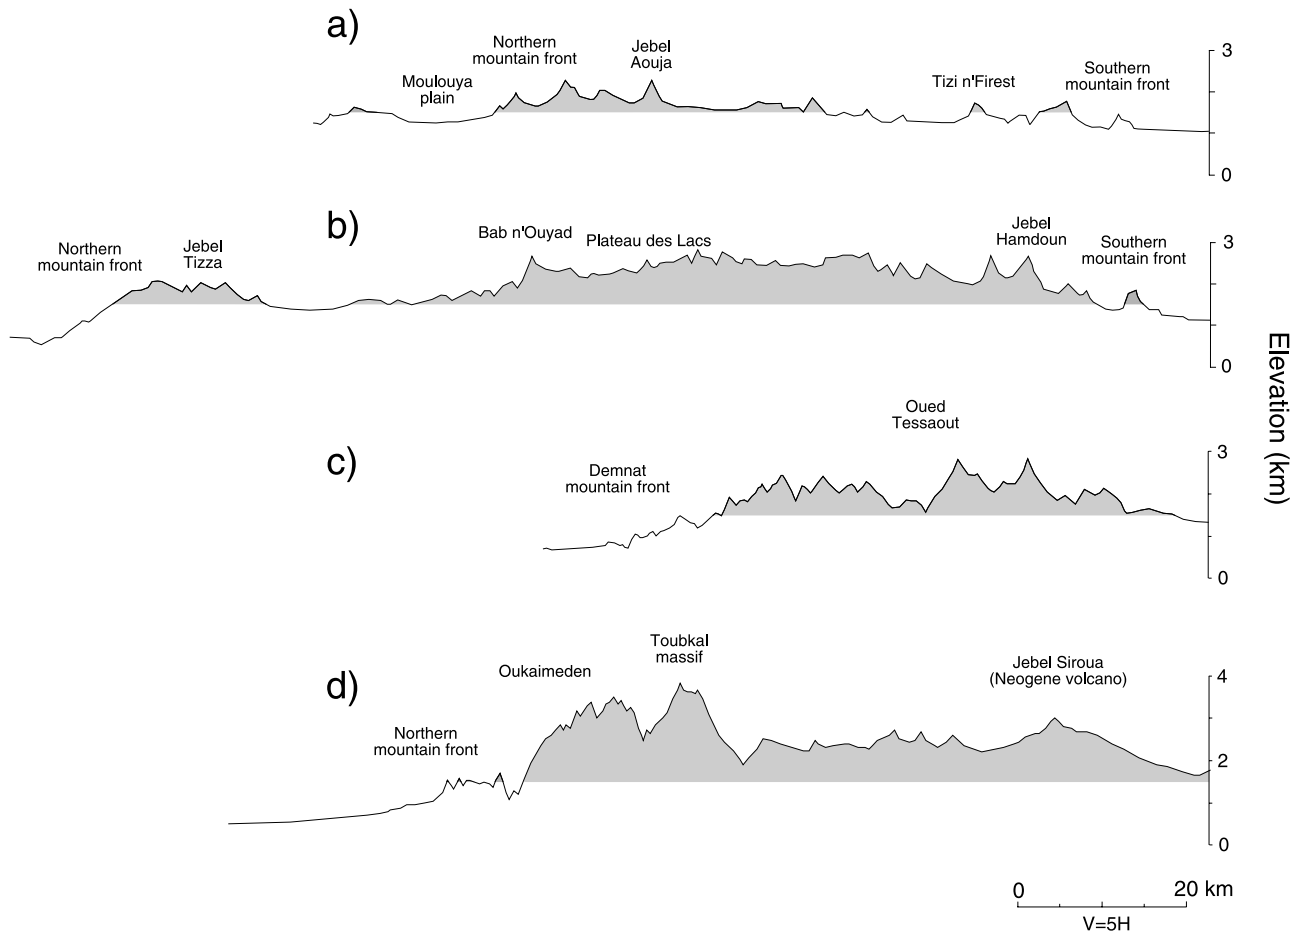 a)
Northern
mountain front
Jebel
Aouja
Moulouya
plain
Tizi n'Firest
Southern
mountain front
3
0
b)
Northern
mountain front
Jebel
Tizza
Bab n'Ouyad
Plateau des Lacs
Jebel
Hamdoun
Southern
mountain front
3
0
Elevation (km)
c)
Demnat
mountain front
Oued
Tessaout
3
0
d)
Northern
mountain front
Oukaimeden
Toubkal
massif
Jebel Siroua
(Neogene volcano)
4
2
0
0 20 km
V=5H